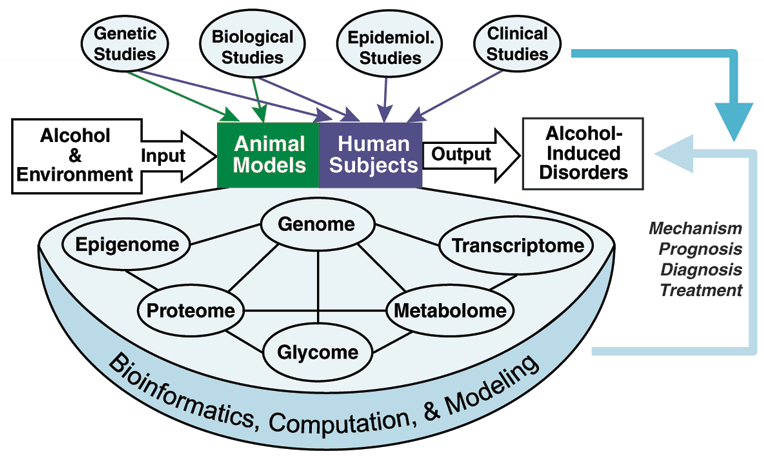 Genetic
Studies
Biological
Studies
Epidemiol.
Studies
Clinical
Studies
Alcohol
&
Environment
Input
Animal
Models
Human
Subjects
Output
Alcohol-
Induced
Disorders
Mechanism
Prognosis
Diagnosis
Treatment
Genome
Epigenome
Transcriptome
Proteome
Metabolome
Glycome
Bioinformatics, Computation, & Modeling